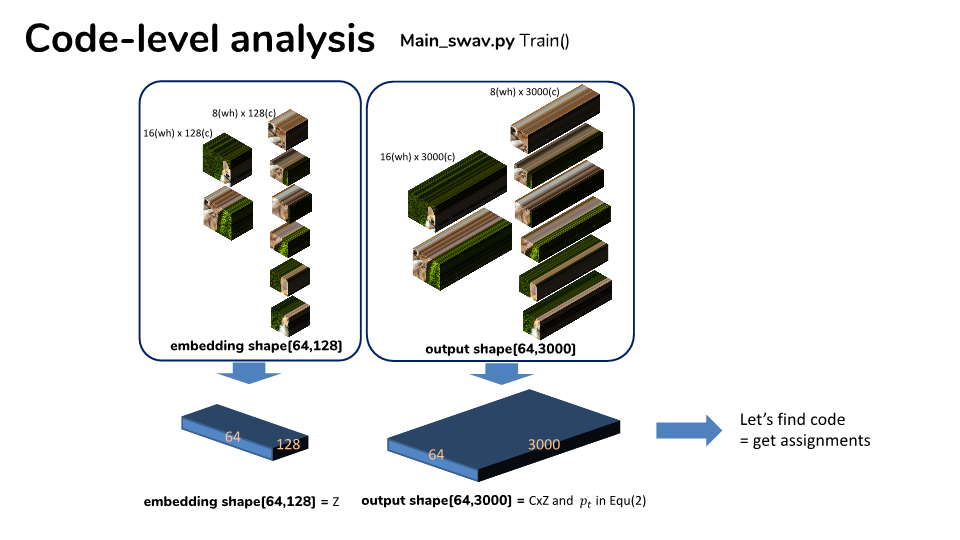 Code-level analysis
Main_swav.py Train()
8(wh) x 128(c)
16(wh) x 128(c)
8(wh) x 3000(c)
16(wh) x 3000(c)
embedding shape[64,128]
output shape[64,3000]
64
128
64
3000
Let’s find code
= get assignments
embedding shape[64,128] = Z
output shape[64,3000] = CxZ and p_t in Equ(2)